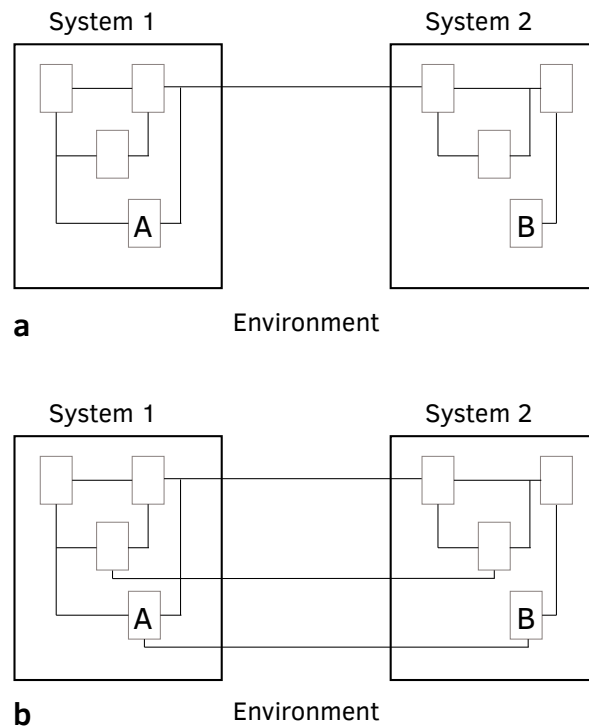 System 1 System 2
A B
a Environment
System 1 System 2
A B
b Environment